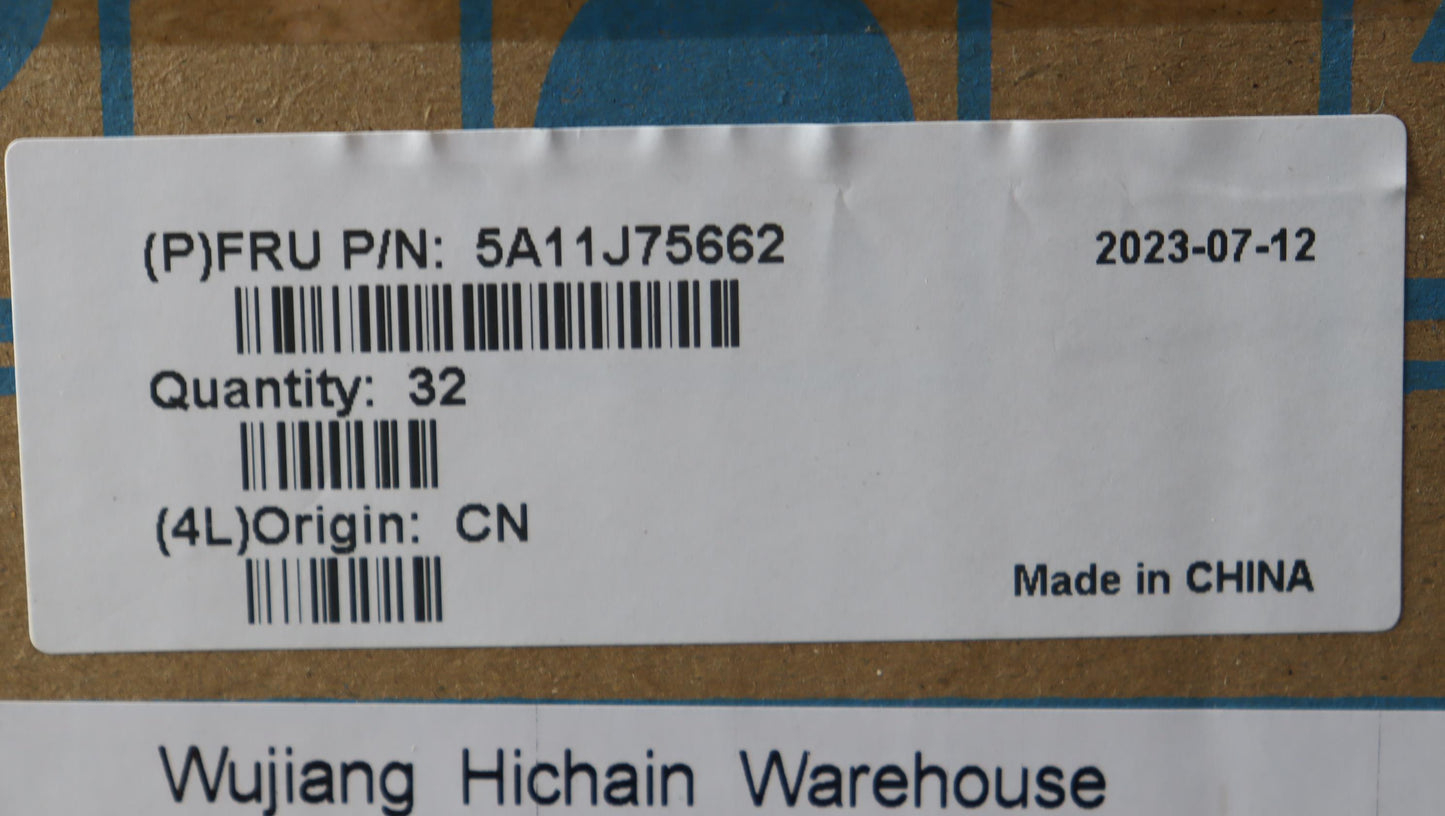 (P)FRU P/N: 5A11J75662
2023-07-12
Quantity: 32
(4L)Origin: CN
Made in CHINA
Wujiang Hichain Warehouse